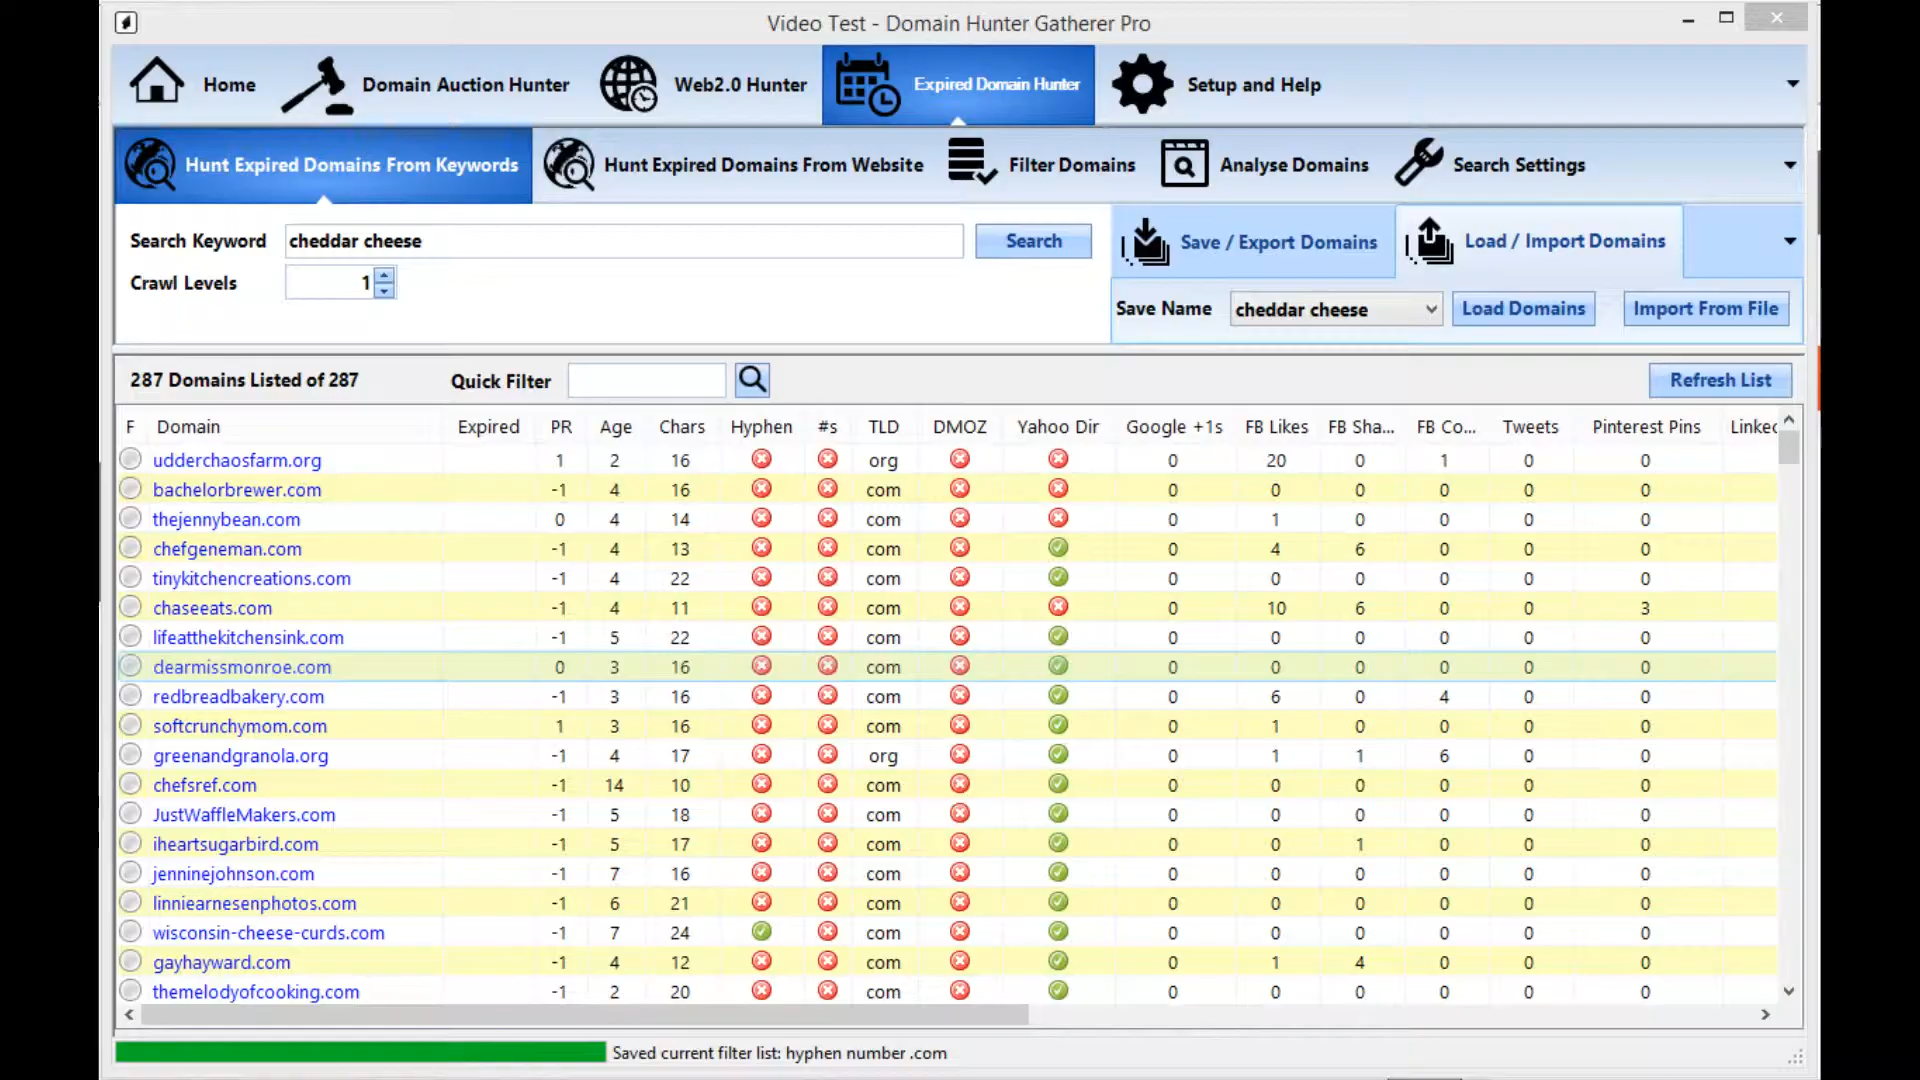 Video Test - Domain Hunter Gatherer Pro
Home Domain Auction Hunter Web2.0 Hunter Expired Domain Hunter Setup and Help
Hunt Expired Domains From Keywords Hunt Expired Domains From Website Filter Domains Analyse Domains Search Settings
Search Keyword cheddar cheese Search Save / Export Domains Load / Import Domains
Crawl Levels 1
Save Name cheddar cheese Load Domains Import From File
287 Domains Listed of 287 Quick Filter Refresh List
F Domain Expired PR Age Chars Hyphen #s TLD DMOZ Yahoo Dir Google +1s FB Likes FB Sha... FB Co... Tweets Pinterest Pins Linked
udderchaosfarm.org 1 2 16 org 0 20 0 1 0 0
bachelorbrewer.com -1 4 16 com 0 0 0 0 0 0
thejennybean.com 0 4 14 com 0 1 0 0 0 0
chefgeneman.com -1 4 13 com 0 4 6 0 0 0
tinykitchencreations.com -1 4 22 com 0 0 0 0 0 0
chaseeats.com -1 4 11 com 0 10 6 0 0 3
lifeatthekitchensink.com -1 5 22 com 0 0 0 0 0 0
dearmissmonroe.com 0 3 16 com 0 0 0 0 0 0
redbreadbakery.com -1 3 16 com 0 6 0 4 0 0
softcrunchymom.com 1 3 16 com 0 1 0 0 0 0
greenandgranola.org -1 4 17 org 0 1 1 6 0 0
chefsref.com -1 14 10 com 0 0 0 0 0 0
JustWaffleMakers.com -1 5 18 com 0 0 0 0 0 0
iheartsugarbird.com -1 5 17 com 0 0 1 0 0 0
jenninejohnson.com -1 7 16 com 0 0 0 0 0 0
linniearnesenphotos.com -1 6 21 com 0 0 0 0 0 0
wisconsin-cheese-curds.com -1 7 24 com 0 0 0 0 0 0
gayhayward.com -1 4 12 com 0 1 4 0 0 0
themelodyofcooking.com -1 2 20 com 0 0 0 0 0 0
Saved current filter list: hyphen number .com